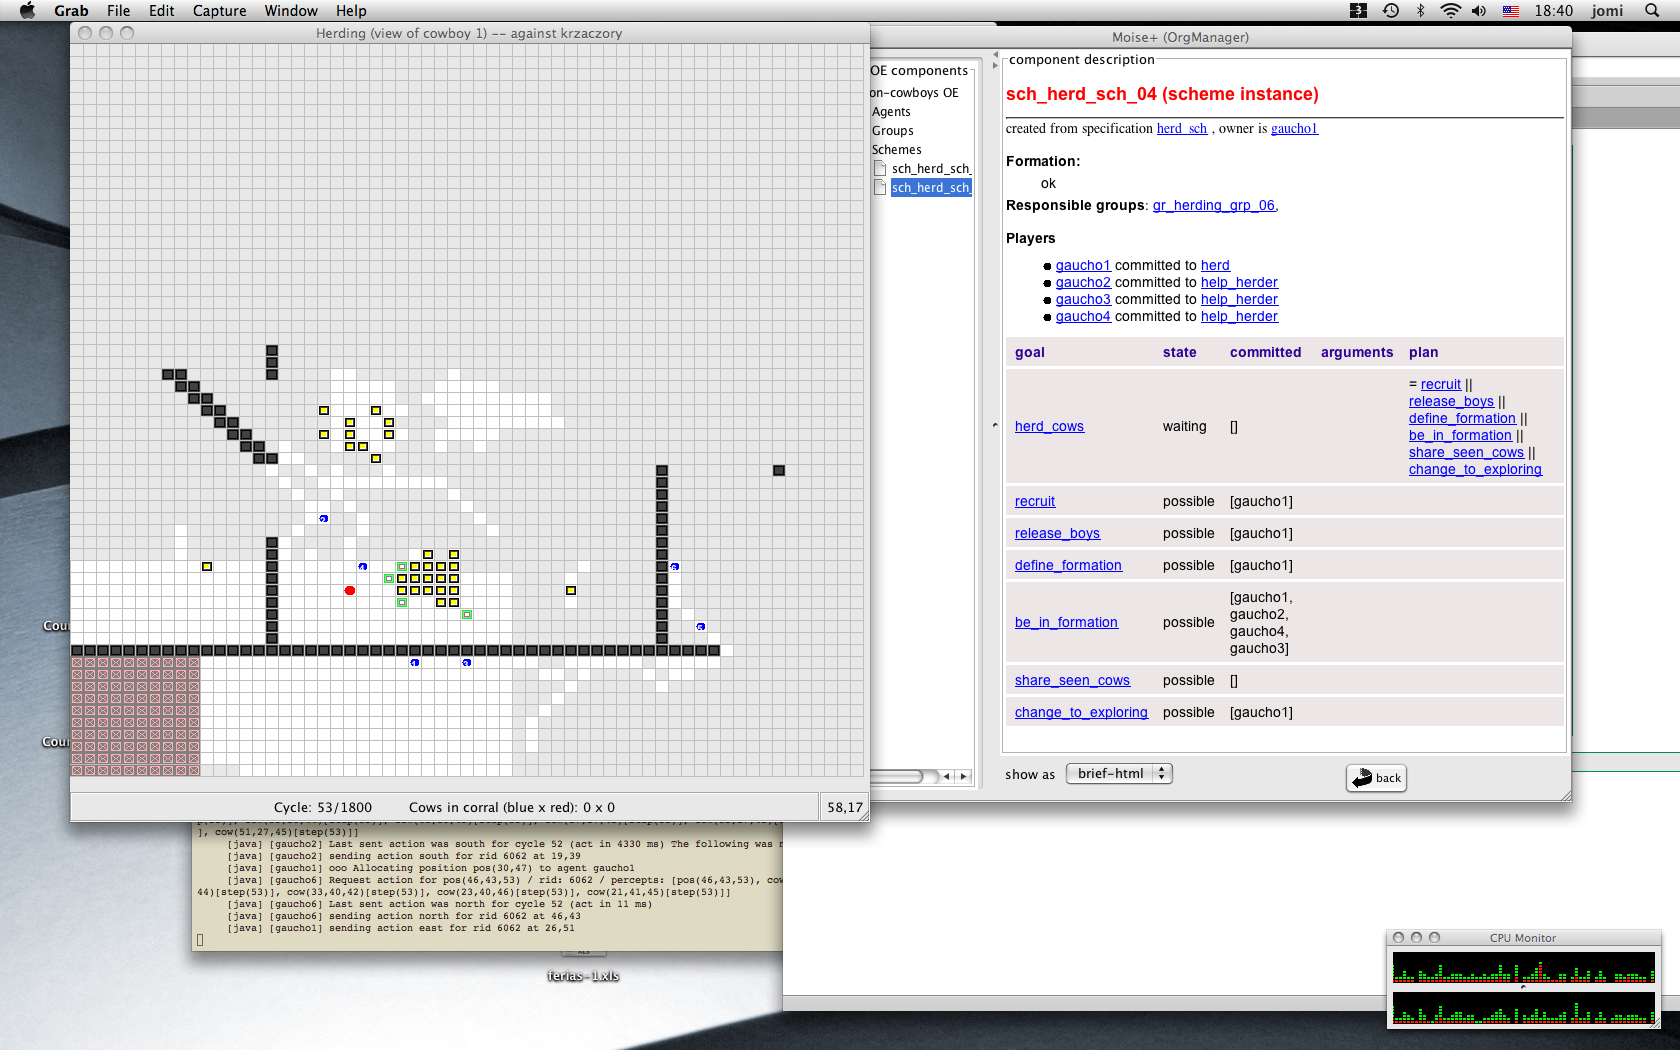 Grab File Edit Capture Window Help
18:40 jomi
Herding (view of cowboy 1) -- against krzaczory
Moise+ (OrgManager)
OE components
on-cowboys OE
Agents
Groups
Schemes
sch_herd_sch_
sch_herd_sch_
component description
sch_herd_sch_04 (scheme instance)
created from specification herd_sch , owner is gaucho1
Formation:
ok
Responsible groups: gr_herding_grp_06,
Players
gaucho1 committed to herd
gaucho2 committed to help_herder
gaucho3 committed to help_herder
gaucho4 committed to help_herder
goal state committed arguments plan
herd_cows waiting [] = recruit ||
release_boys ||
define_formation ||
be_in_formation ||
share_seen_cows ||
change_to_exploring
recruit possible [gaucho1]
release_boys possible [gaucho1]
define_formation possible [gaucho1]
be_in_formation possible [gaucho1,
gaucho2,
gaucho4,
gaucho3]
share_seen_cows possible []
change_to_exploring possible [gaucho1]
show as brief-html back
Cour
Cour
Cycle: 53/1800 Cows in corral (blue x red): 0 x 0 58,17
], cow(51,27,45)[step(53)]]
[java] [gaucho2] Last sent action was south for cycle 52 (act in 4330 ms) The following was r
[java] [gaucho2] sending action south for rid 6062 at 19,39
[java] [gaucho1] ooo Allocating position pos(30,47) to agent gaucho1
[java] [gaucho6] Request action for pos(46,43,53) / rid: 6062 / percepts: [pos(46,43,53), cow
44)[step(53)], cow(33,40,42)[step(53)], cow(23,40,46)[step(53)], cow(21,41,45)[step(53)]]
[java] [gaucho6] Last sent action was north for cycle 52 (act in 11 ms)
[java] [gaucho6] sending action north for rid 6062 at 46,43
[java] [gaucho1] sending action east for rid 6062 at 26,51
ferias-1.xls
CPU Monitor